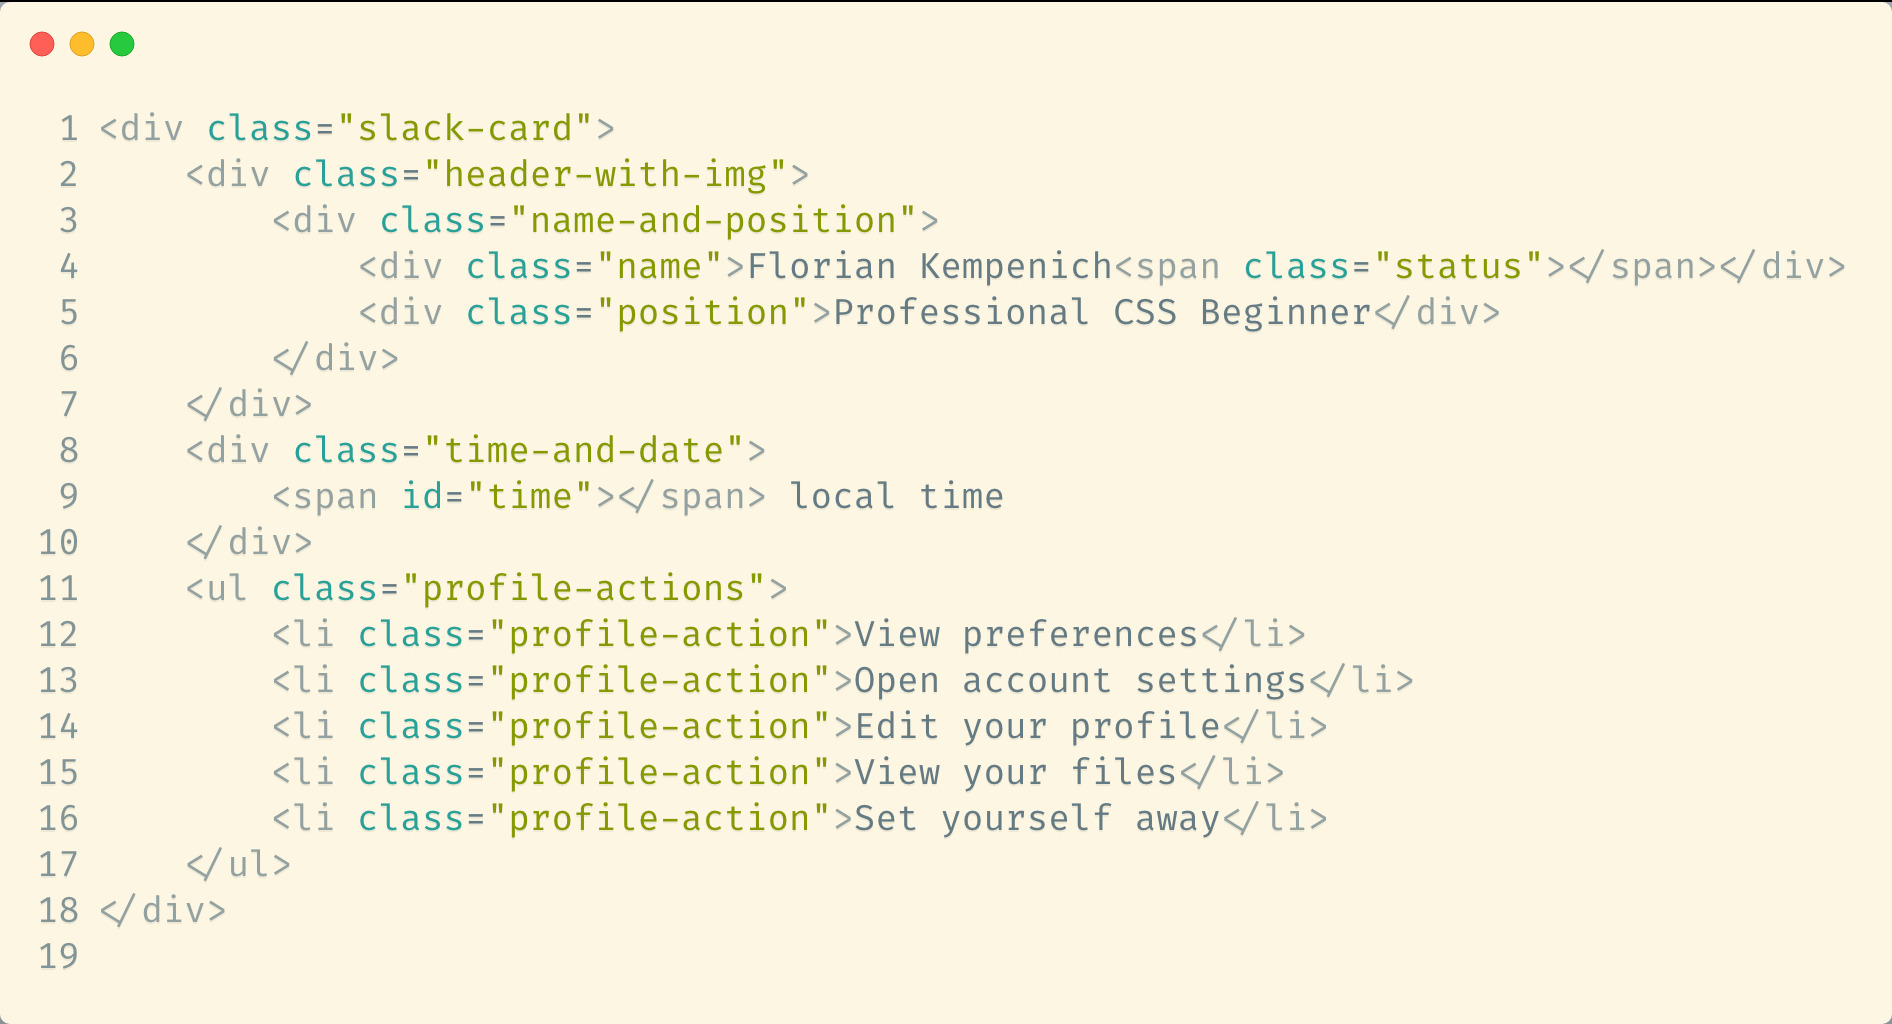 1 <div class="slack-card">
2     <div class="header-with-img">
3         <div class="name-and-position">
4             <div class="name">Florian Kempenich<span class="status"></span></div>
5             <div class="position">Professional CSS Beginner</div>
6         </div>
7     </div>
8     <div class="time-and-date">
9         <span id="time"></span> local time
10     </div>
11     <ul class="profile-actions">
12         <li class="profile-action">View preferences</li>
13         <li class="profile-action">Open account settings</li>
14         <li class="profile-action">Edit your profile</li>
15         <li class="profile-action">View your files</li>
16         <li class="profile-action">Set yourself away</li>
17     </ul>
18 </div>
19